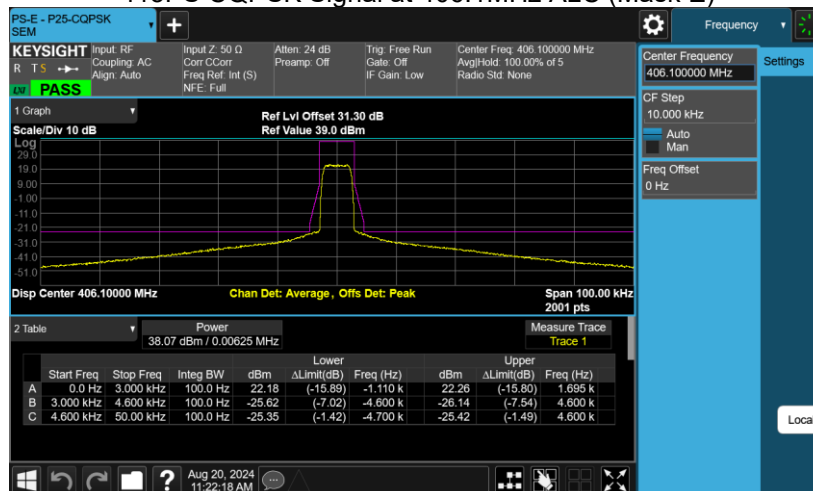 PS-E - P25-CQPSK
SEM
+
Frequency
KEYSIGHT
R T S
LXI PASS
Input: RF
Coupling: AC
Align: Auto
Input Z: 50 Ω
Corr CCorr
Freq Ref: Int (S)
NFE: Full
Atten: 24 dB
Preamp: Off
Trig: Free Run
Gate: Off
IF Gain: Low
Center Freq: 406.100000 MHz
Avg|Hold: 100.00% of 5
Radio Std: None
Center Frequency
406.100000 MHz
Settings
CF Step
10.000 kHz
Auto
Man
Freq Offset
0 Hz
1 Graph
Scale/Div 10 dB
Ref Lvl Offset 31.30 dB
Ref Value 39.0 dBm
Log
29.0
19.0
9.00
-1.00
-11.0
-21.0
-31.0
-41.0
-51.0
Disp Center 406.10000 MHz
Chan Det: Average, Offs Det: Peak
Span 100.00 kHz
2001 pts
2 Table
Power
38.07 dBm / 0.00625 MHz
Measure Trace
Trace 1
Lower Upper
Start Freq Stop Freq Integ BW dBm ΔLimit(dB) Freq (Hz) dBm ΔLimit(dB) Freq (Hz)
A 0.0 Hz 3.000 kHz 100.0 Hz 22.18 (-15.89) -1.110 k 22.26 (-15.80) 1.695 k
B 3.000 kHz 4.600 kHz 100.0 Hz -25.62 (-7.02) -4.600 k -26.14 (-7.54) 4.600 k
C 4.600 kHz 50.00 kHz 100.0 Hz -25.35 (-1.42) -4.700 k -25.42 (-1.49) 4.600 k
Local
?
Aug 20, 2024
11:22:18 AM